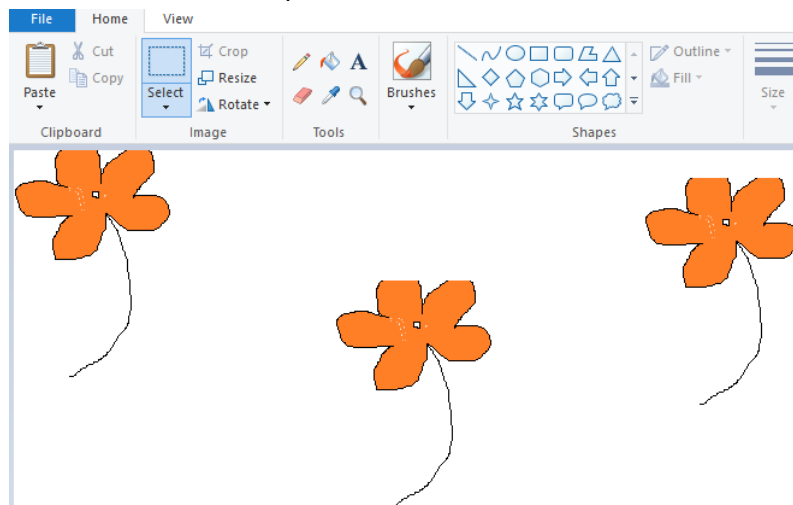 File Home View
Cut
Copy
Paste
Clipboard
Select
Crop
Resize
Rotate
Image
A
Tools
Brushes
Outline
Fill
Shapes
Size